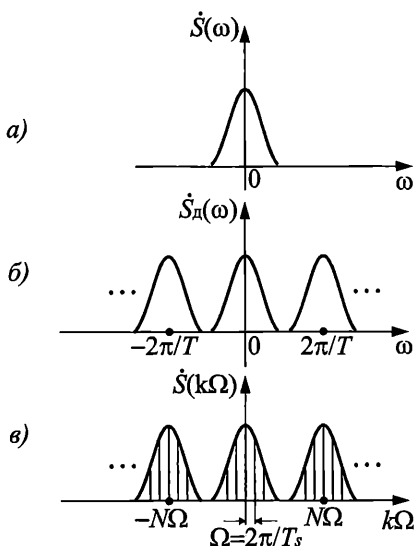 Ṡ(ω)
а)
0 ω
Ṡд(ω)
б)
... ...
−2π/T 0 2π/T ω
Ṡ(kΩ)
в)
... ...
−NΩ NΩ kΩ
Ω=2π/Ts